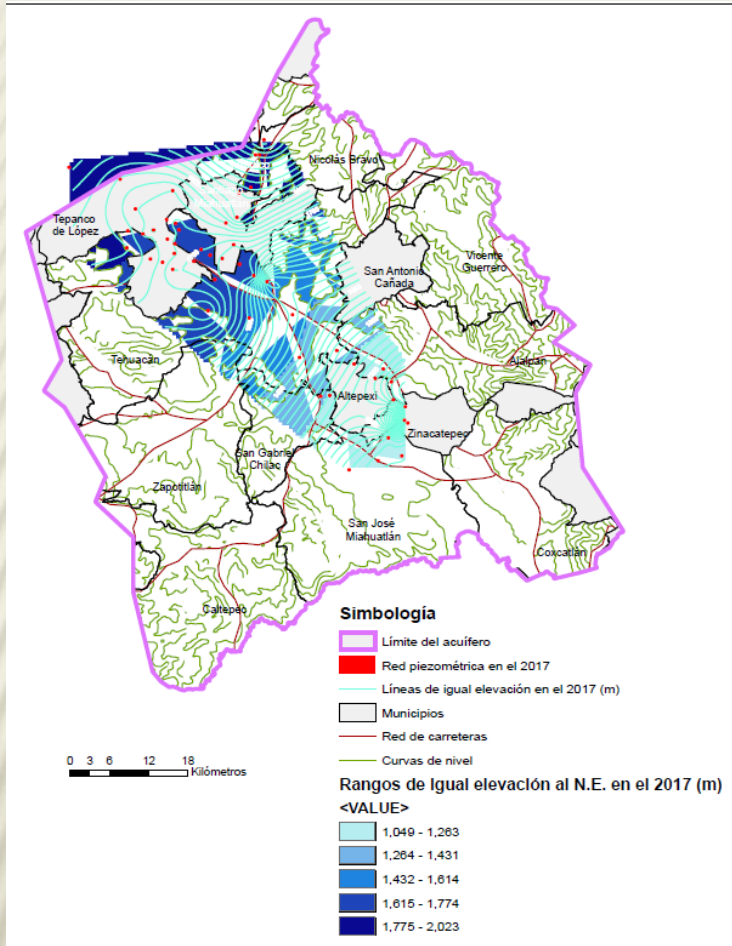 Nicolás Bravo
Tepanco
de López
Vicente
Guerrero
San Antonio
Cañada
Tehuacán
Ajalpan
Altepexi
Zinacatepec
San Gabriel
Chilac
Zapotitlán
San José
Miahuatlán
Coxcatlán
Caltepec
Simbología
Límite del acuífero
Red piezométrica en el 2017
Líneas de igual elevación en el 2017 (m)
Municipios
Red de carreteras
Curvas de nivel
0 3 6 12 18
Kilómetros
Rangos de igual elevación al N.E. en el 2017 (m)
<VALUE>
1,049 - 1,263
1,264 - 1,431
1,432 - 1,614
1,615 - 1,774
1,775 - 2,023